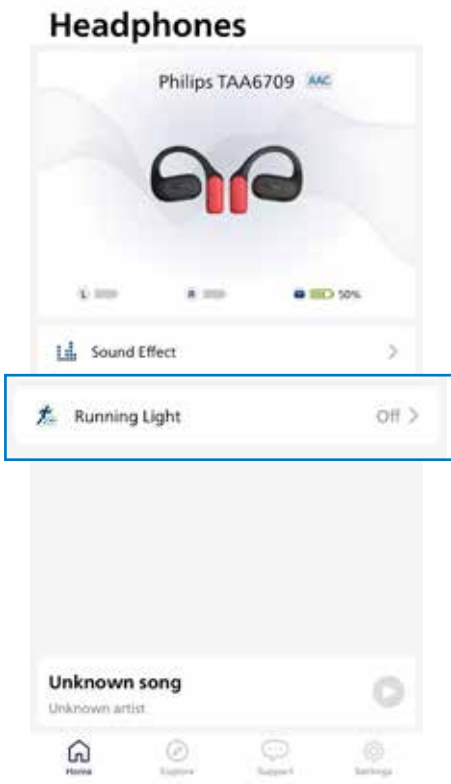 Headphones
Philips TAA6709 AAC
L R 50%
Sound Effect
Running Light Off
Unknown song
Unknown artist
Home Explore Support Settings